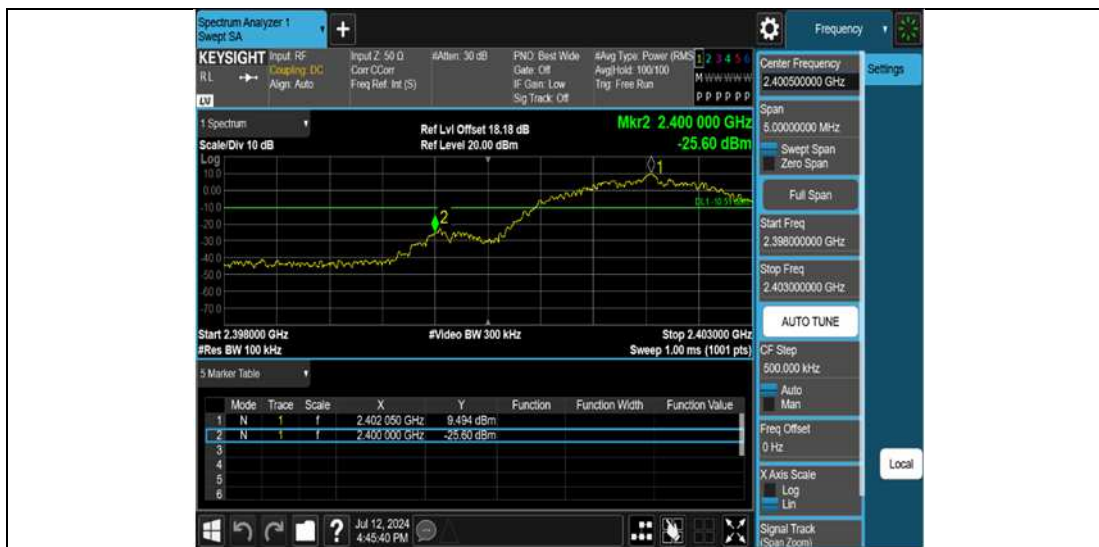 Spectrum Analyzer 1
Swept SA
+
Frequency
KEYSIGHT
RL
LV
Input: RF
Coupling: DC
Align: Auto
Input Z: 50 Ω
Corr CCorr
Freq Ref: Int (S)
#Atten: 30 dB
PNO: Best Wide
Gate: Off
IF Gain: Low
Sig Track: Off
#Avg Type: Power (RMS
Avg|Hold: 100/100
Trig: Free Run
1 2 3 4 5 6
M W W W W W
P P P P P P
1 Spectrum
Scale/Div 10 dB
Ref Lvl Offset 18.18 dB
Ref Level 20.00 dBm
Mkr2 2.400 000 GHz
-25.60 dBm
Log
10.0
0.00
-10.0
-20.0
-30.0
-40.0
-50.0
-60.0
-70.0
1
2
Start 2.398000 GHz
#Res BW 100 kHz
#Video BW 300 kHz
Stop 2.403000 GHz
Sweep 1.00 ms (1001 pts)
5 Marker Table
Mode Trace Scale X Y Function Function Width Function Value
1 N 1 f 2.402 050 GHz 9.494 dBm
2 N 1 f 2.400 000 GHz -25.60 dBm
3
4
5
6
Jul 12, 2024
4:45:40 PM
Center Frequency
2.400500000 GHz
Settings
Span
5.00000000 MHz
Swept Span
Zero Span
Full Span
Start Freq
2.398000000 GHz
Stop Freq
2.403000000 GHz
AUTO TUNE
CF Step
500.000 kHz
Auto
Man
Freq Offset
0 Hz
X Axis Scale
Log
Lin
Local
Signal Track
(Span Zoom)